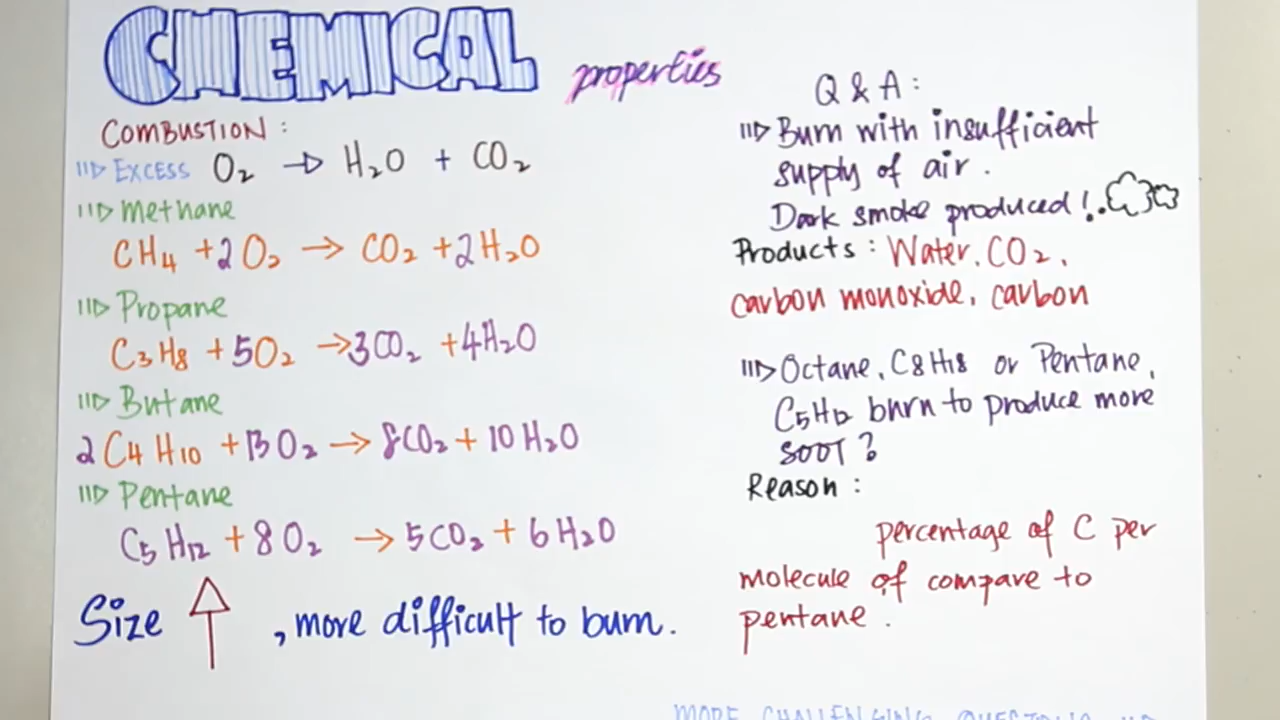 CHEMICAL properties
COMBUSTION :
EXCESS O₂ → H₂O + CO₂
Methane
CH₄ + 2O₂ → CO₂ + 2H₂O
Propane
C₃H₈ + 5O₂ → 3CO₂ + 4H₂O
Butane
2C₄H₁₀ + 13O₂ → 8CO₂ + 10H₂O
Pentane
C₅H₁₂ + 8O₂ → 5CO₂ + 6H₂O
Size ↑, more difficult to burn.
Q & A :
Burn with insufficient
supply of air.
Dark smoke produced !
Products : Water, CO₂,
carbon monoxide, carbon
Octane, C₈H₁₈ or Pentane,
C₅H₁₂ burn to produce more
SOOT ?
Reason :
percentage of C per
molecule of compare to
pentane.
MORE CHALLENGING